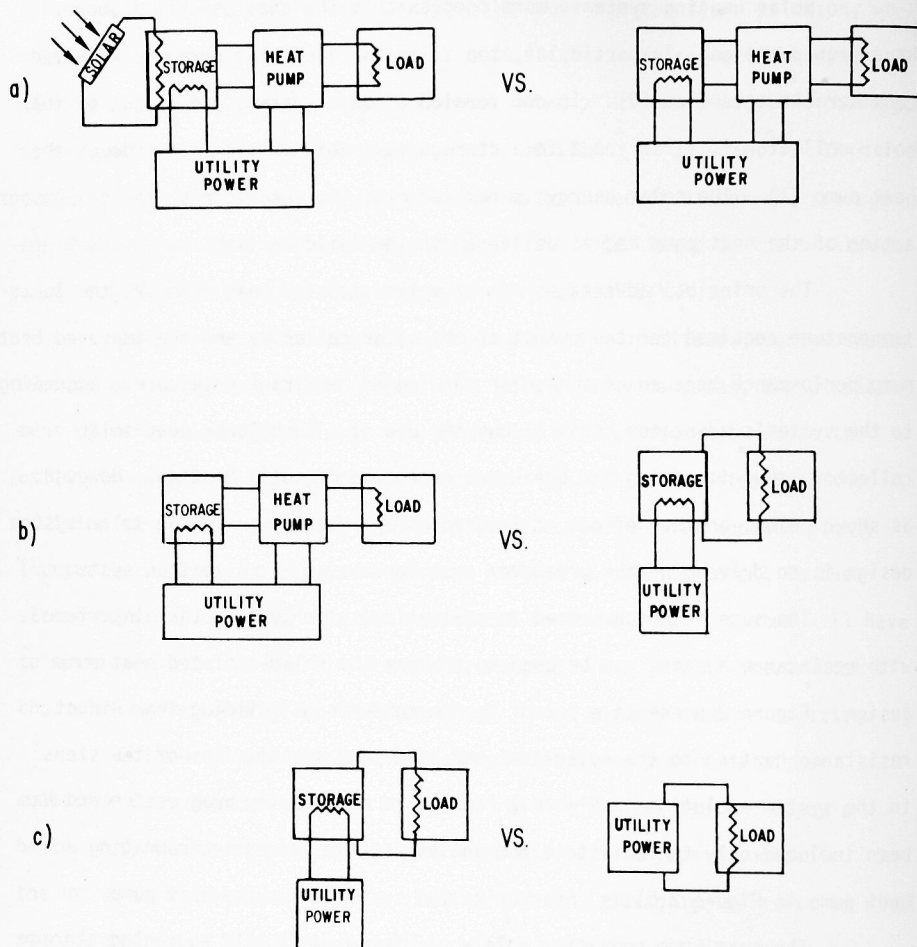 a)
SOLAR
STORAGE
HEAT
PUMP
LOAD
UTILITY
POWER
VS.
STORAGE
HEAT
PUMP
LOAD
UTILITY
POWER
b)
STORAGE
HEAT
PUMP
LOAD
UTILITY
POWER
VS.
STORAGE
LOAD
UTILITY
POWER
c)
STORAGE
LOAD
UTILITY
POWER
VS.
UTILITY
POWER
LOAD